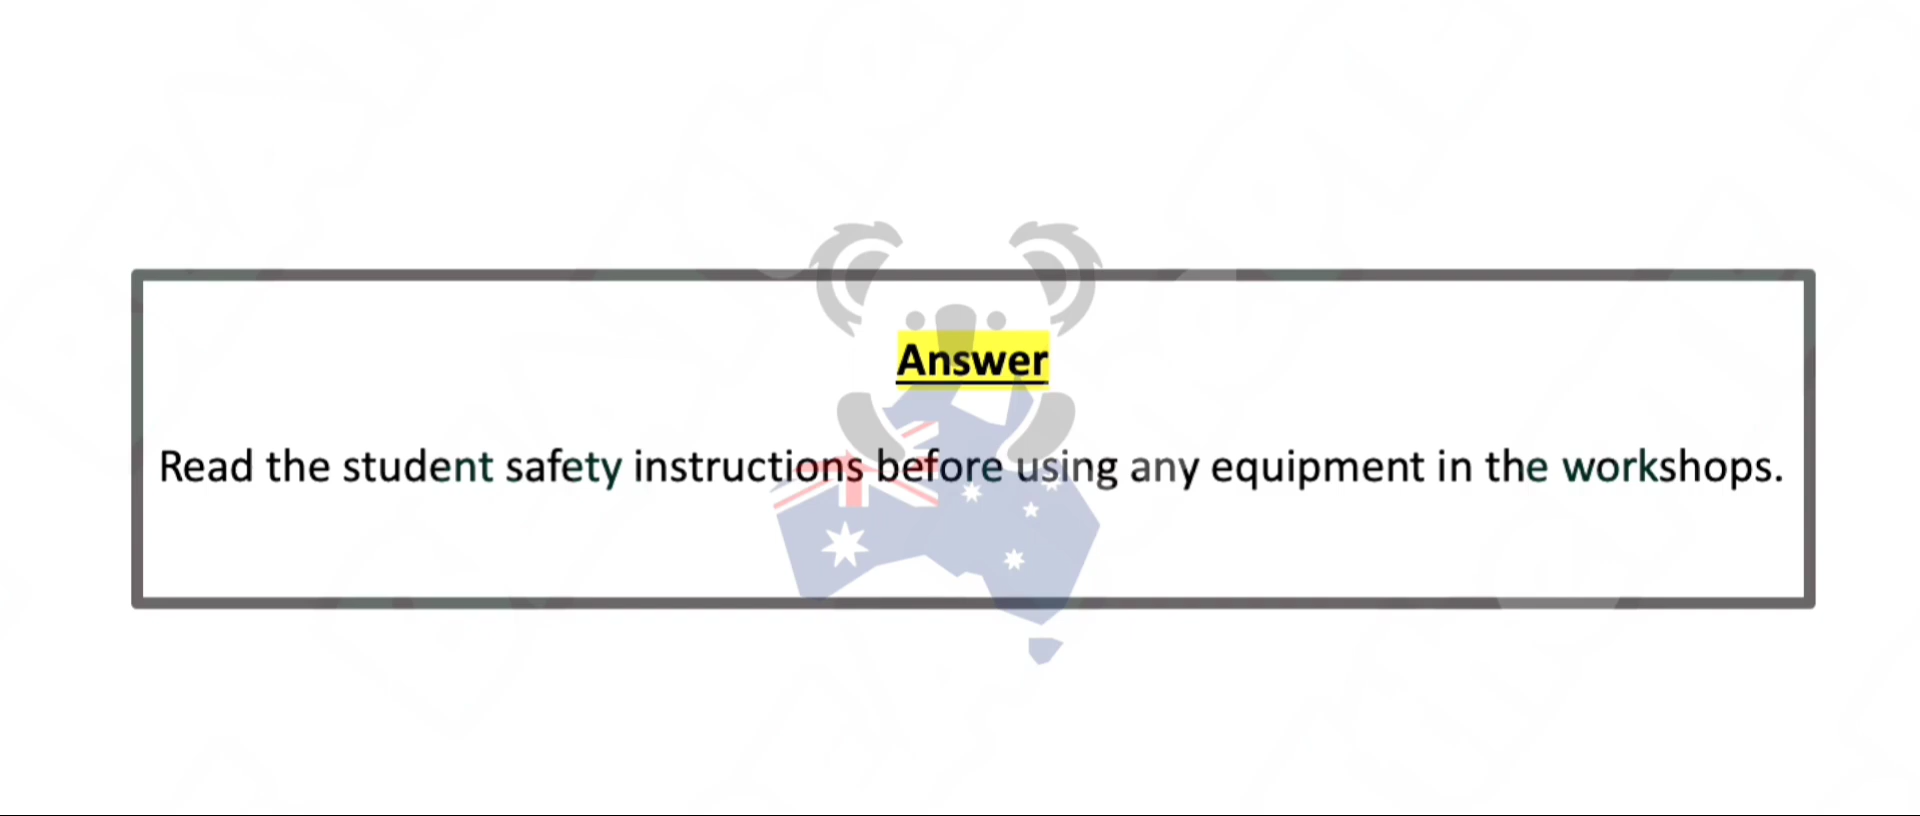 Answer
Read the student safety instructions before using any equipment in the workshops.